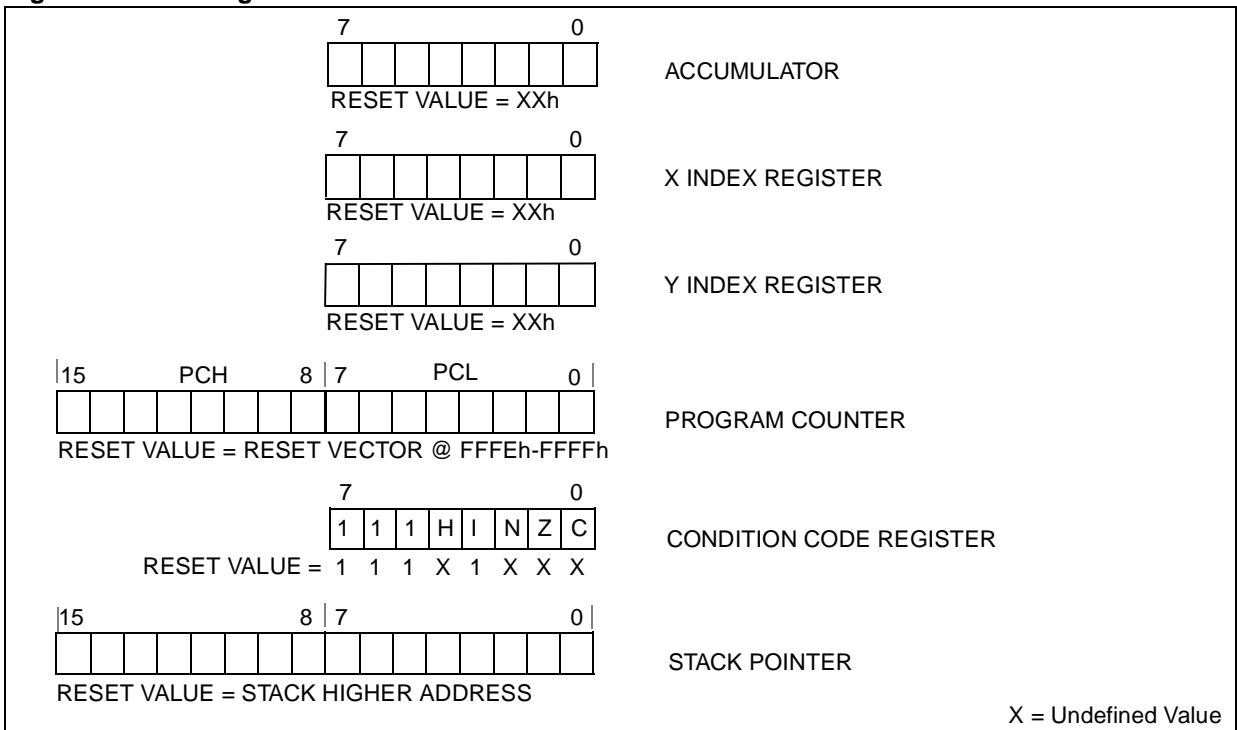 7 0
ACCUMULATOR
RESET VALUE = XXh
7 0
X INDEX REGISTER
RESET VALUE = XXh
7 0
Y INDEX REGISTER
RESET VALUE = XXh
15 PCH 8 7 PCL 0
PROGRAM COUNTER
RESET VALUE = RESET VECTOR @ FFFEh-FFFFh
7 0
1 1 1 H I N Z C
CONDITION CODE REGISTER
RESET VALUE = 1 1 1 X 1 X X X
15 8 7 0
STACK POINTER
RESET VALUE = STACK HIGHER ADDRESS
X = Undefined Value